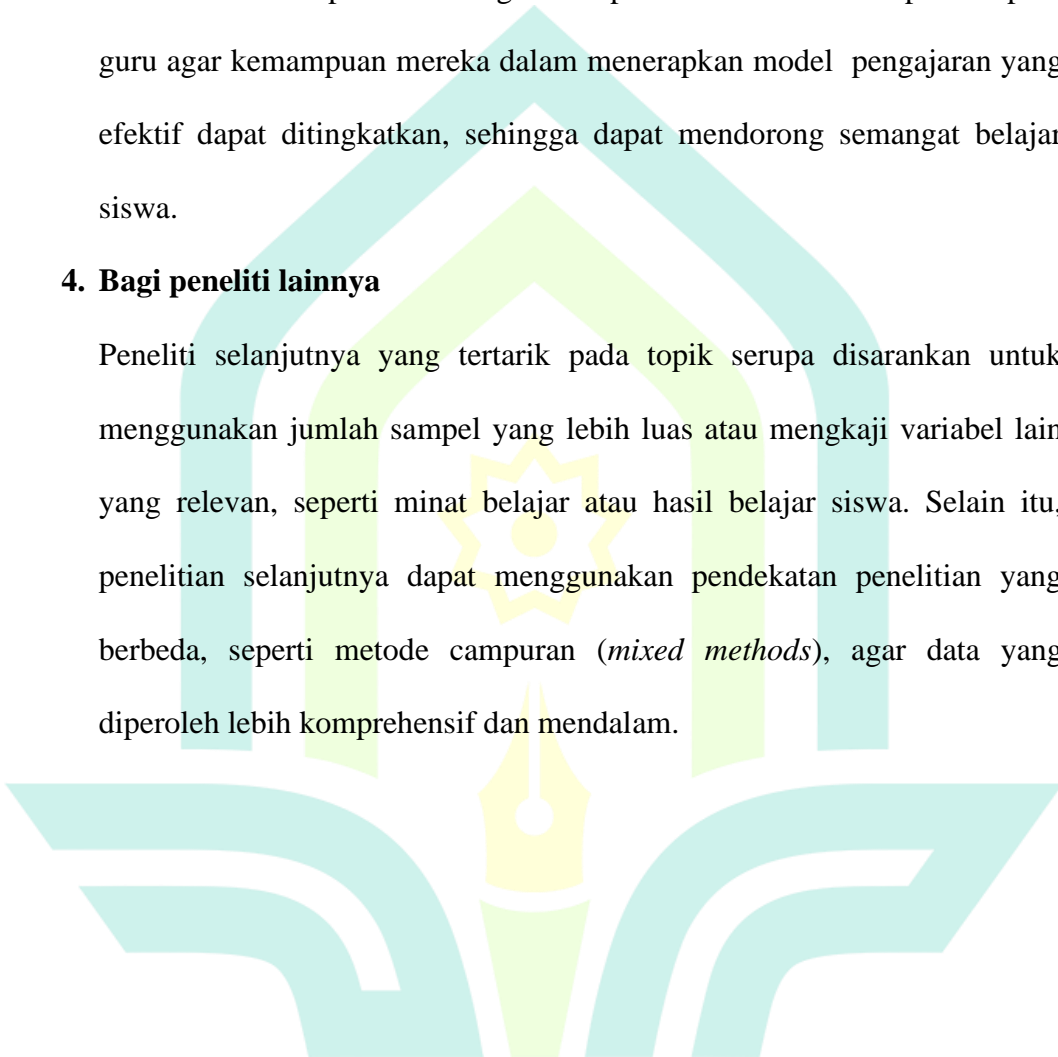 guru agar kemampuan mereka dalam menerapkan model pengajaran yang
efektif dapat ditingkatkan, sehingga dapat mendorong semangat belajar
siswa.
4. Bagi peneliti lainnya
Peneliti selanjutnya yang tertarik pada topik serupa disarankan untuk
menggunakan jumlah sampel yang lebih luas atau mengkaji variabel lain
yang relevan, seperti minat belajar atau hasil belajar siswa. Selain itu,
penelitian selanjutnya dapat menggunakan pendekatan penelitian yang
berbeda, seperti metode campuran (mixed methods), agar data yang
diperoleh lebih komprehensif dan mendalam.